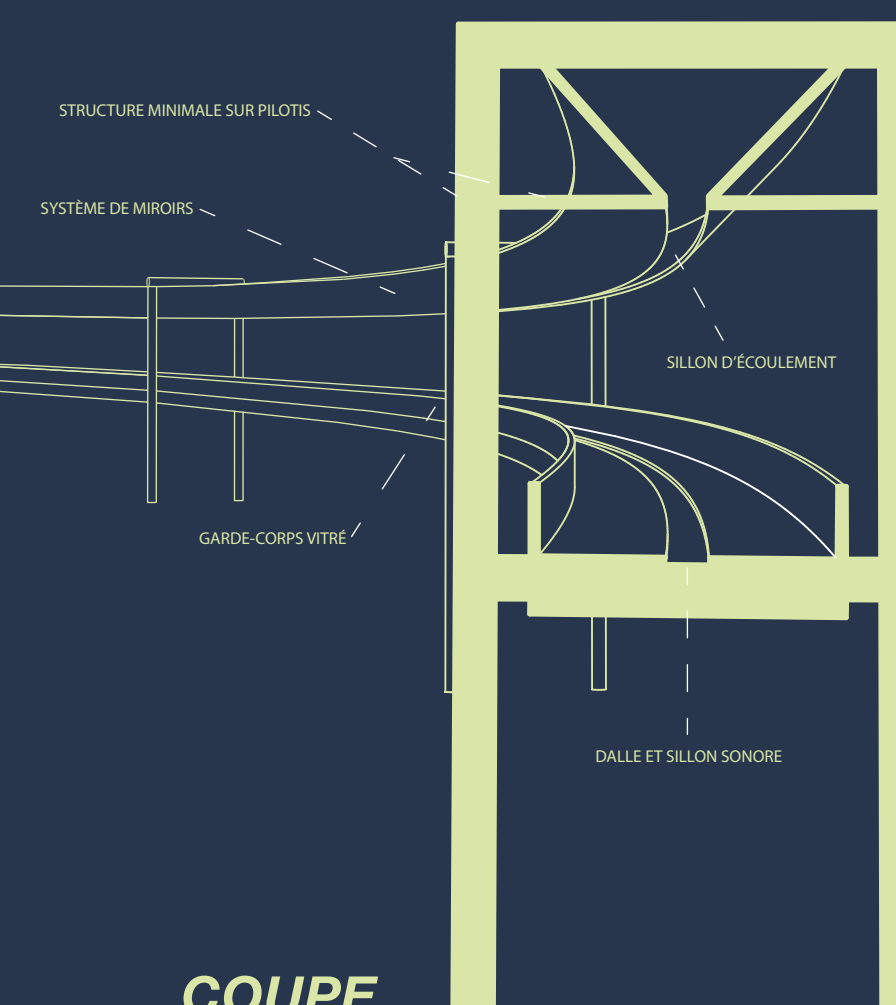 STRUCTURE MINIMALE SUR PILOTIS
SYSTÈME DE MIROIRS
SILLON D'ÉCOULEMENT
GARDE-CORPS VITRÉ
DALLE ET SILLON SONORE
COUPE